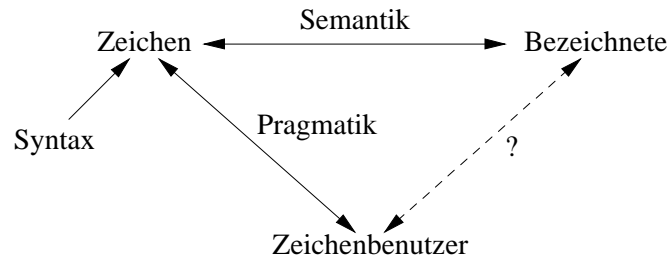 Semantik
Zeichen
Bezeichnete
Pragmatik
Syntax
?
Zeichenbenutzer